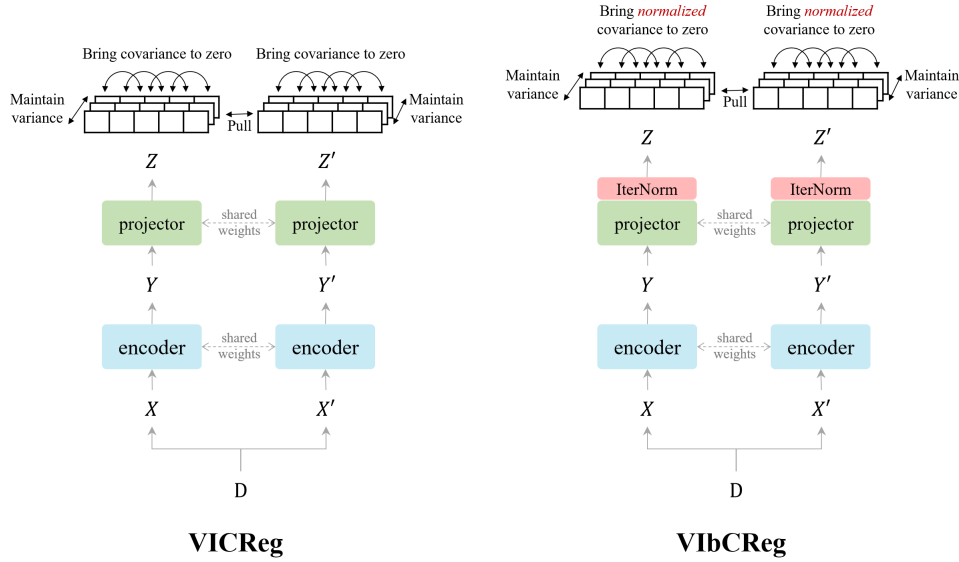 Bring covariance to zero
Bring covariance to zero
Maintain
variance
Pull
Maintain
variance
Z
Z′
projector
shared
weights
projector
Y
Y′
encoder
shared
weights
encoder
X
X′
D
VICReg
Bring normalized
covariance to zero
Bring normalized
covariance to zero
Maintain
variance
Pull
Maintain
variance
Z
Z′
IterNorm
IterNorm
projector
shared
weights
projector
Y
Y′
encoder
shared
weights
encoder
X
X′
D
VIbCReg